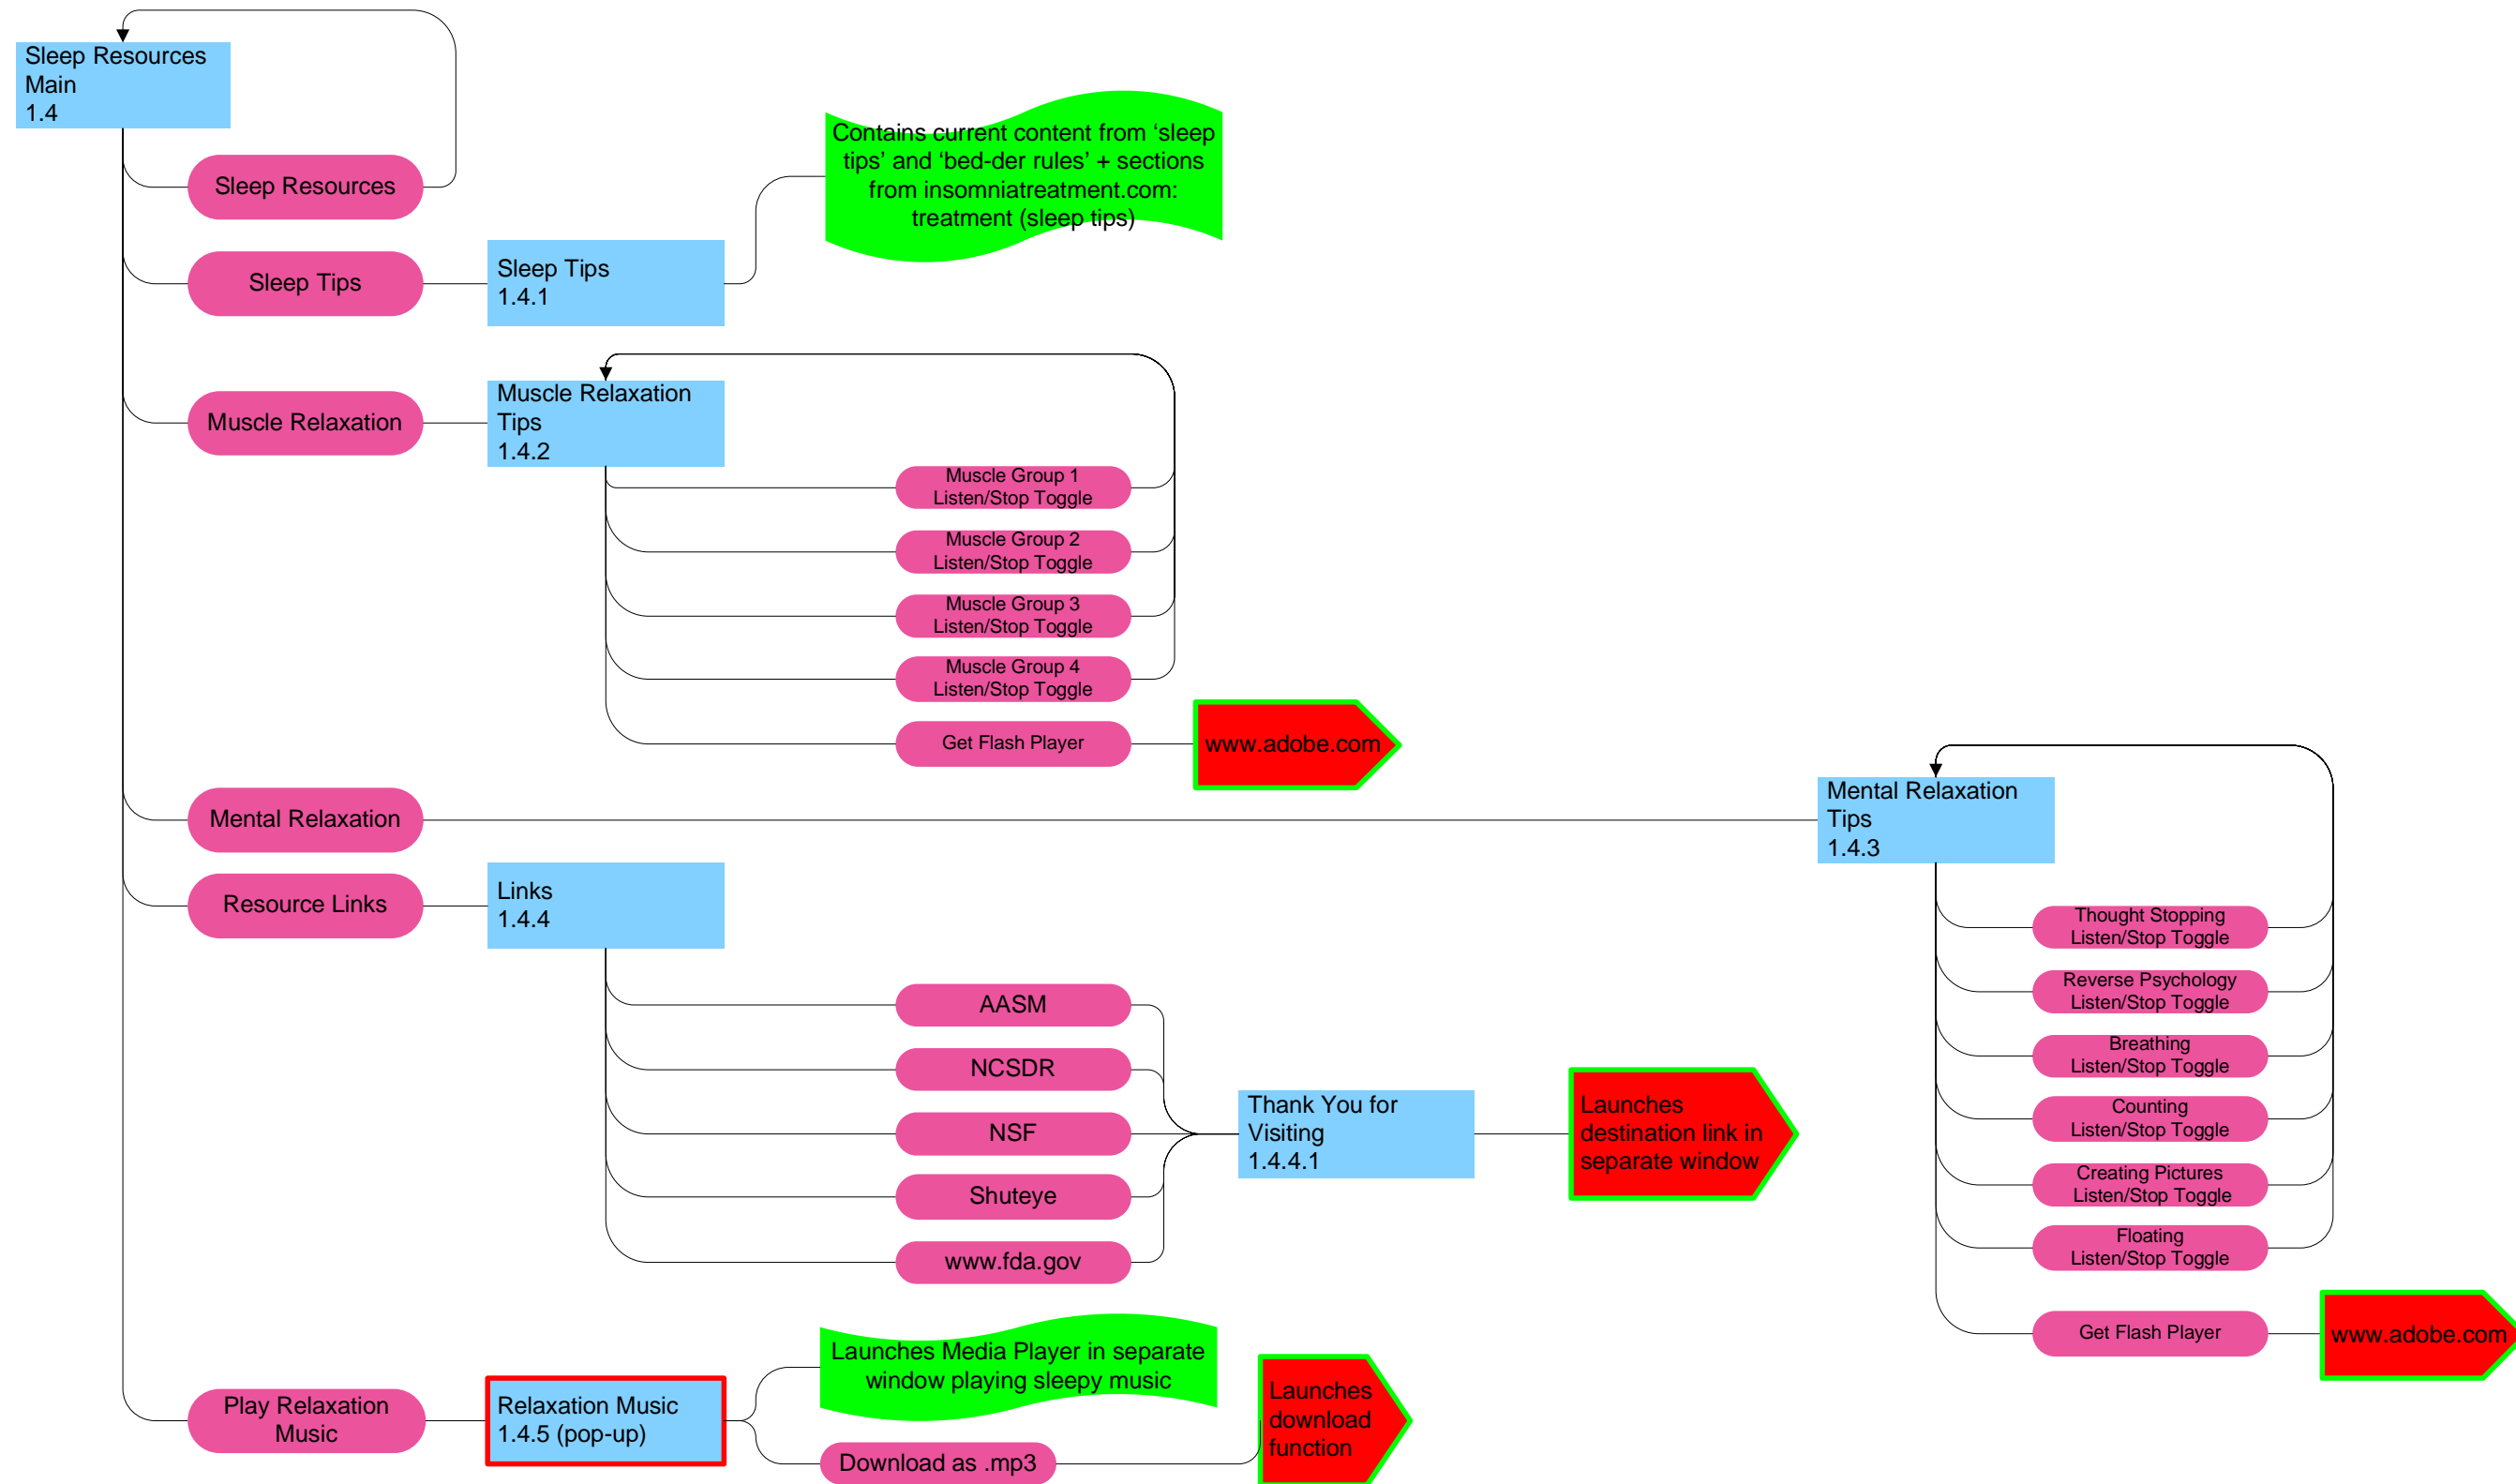 Sleep Resources
Main
1.4
Sleep Resources
Contains current content from ‘sleep
tips’ and ‘bed-der rules’ + sections
from insomniatreatment.com:
treatment (sleep tips)
Sleep Tips
Sleep Tips
1.4.1
Muscle Relaxation
Muscle Relaxation
Tips
1.4.2
Muscle Group 1
Listen/Stop Toggle
Muscle Group 2
Listen/Stop Toggle
Muscle Group 3
Listen/Stop Toggle
Muscle Group 4
Listen/Stop Toggle
Get Flash Player
www.adobe.com
Mental Relaxation
Mental Relaxation
Tips
1.4.3
Thought Stopping
Listen/Stop Toggle
Reverse Psychology
Listen/Stop Toggle
Breathing
Listen/Stop Toggle
Counting
Listen/Stop Toggle
Creating Pictures
Listen/Stop Toggle
Floating
Listen/Stop Toggle
Get Flash Player
www.adobe.com
Resource Links
Links
1.4.4
AASM
NCSDR
NSF
Shuteye
www.fda.gov
Thank You for
Visiting
1.4.4.1
Launches
destination link in
separate window
Play Relaxation
Music
Relaxation Music
1.4.5 (pop-up)
Launches Media Player in separate
window playing sleepy music
Download as .mp3
Launches
download
function